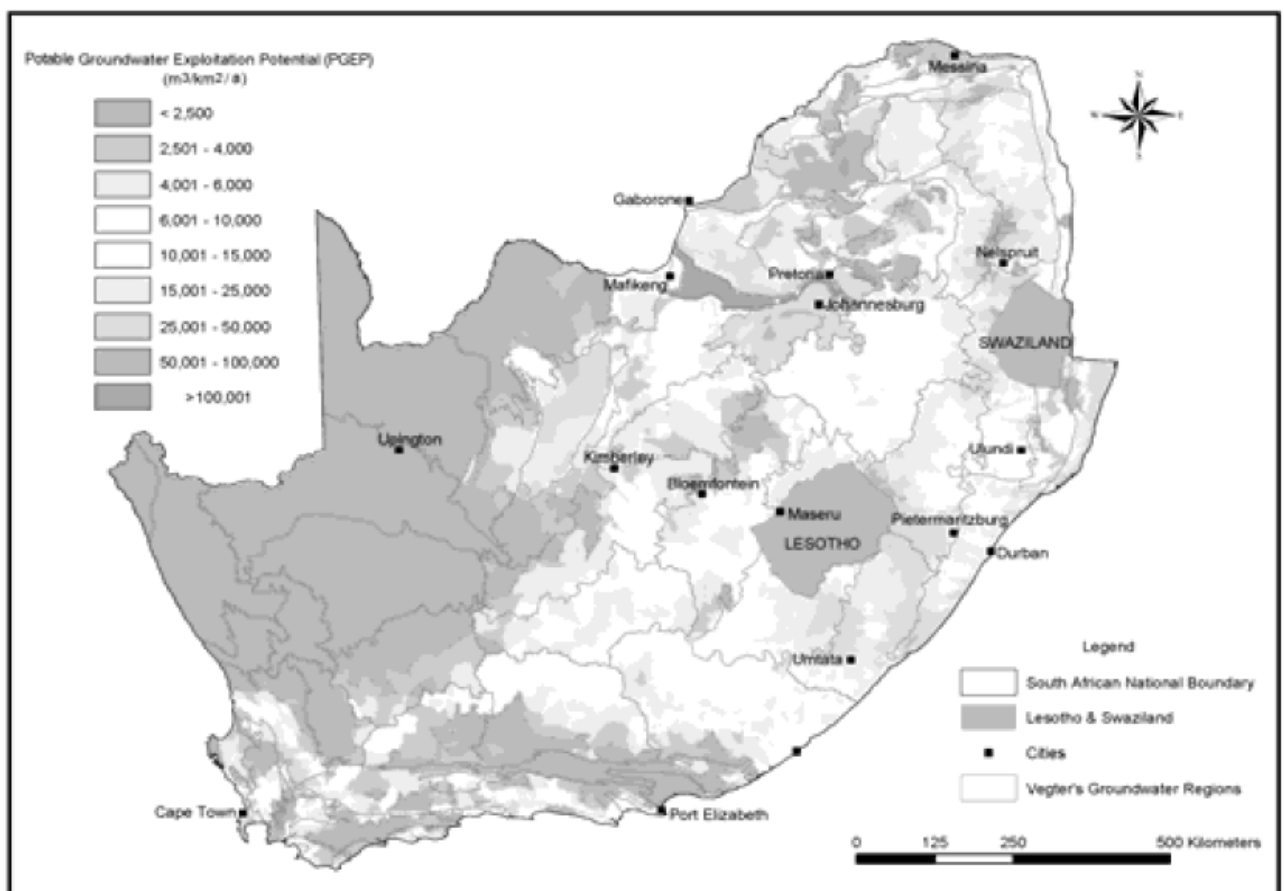 Potable Groundwater Exploitation Potential (PGEP)
(m3/km2/a)
< 2,500
2,501 - 4,000
4,001 - 6,000
6,001 - 10,000
10,001 - 15,000
15,001 - 25,000
25,001 - 50,000
50,001 - 100,000
>100,001
Messina
N
W
E
S
Gaborone
Nelspruit
Mafikeng
Pretoria
Johannesburg
SWAZILAND
Upington
Kimberley
Ulundi
Bloemfontein
Maseru
Pietermaritzburg
LESOTHO
Durban
Umtata
Cape Town
Port Elizabeth
Legend
South African National Boundary
Lesotho & Swaziland
Cities
Vegter's Groundwater Regions
0 125 250 500 Kilometers